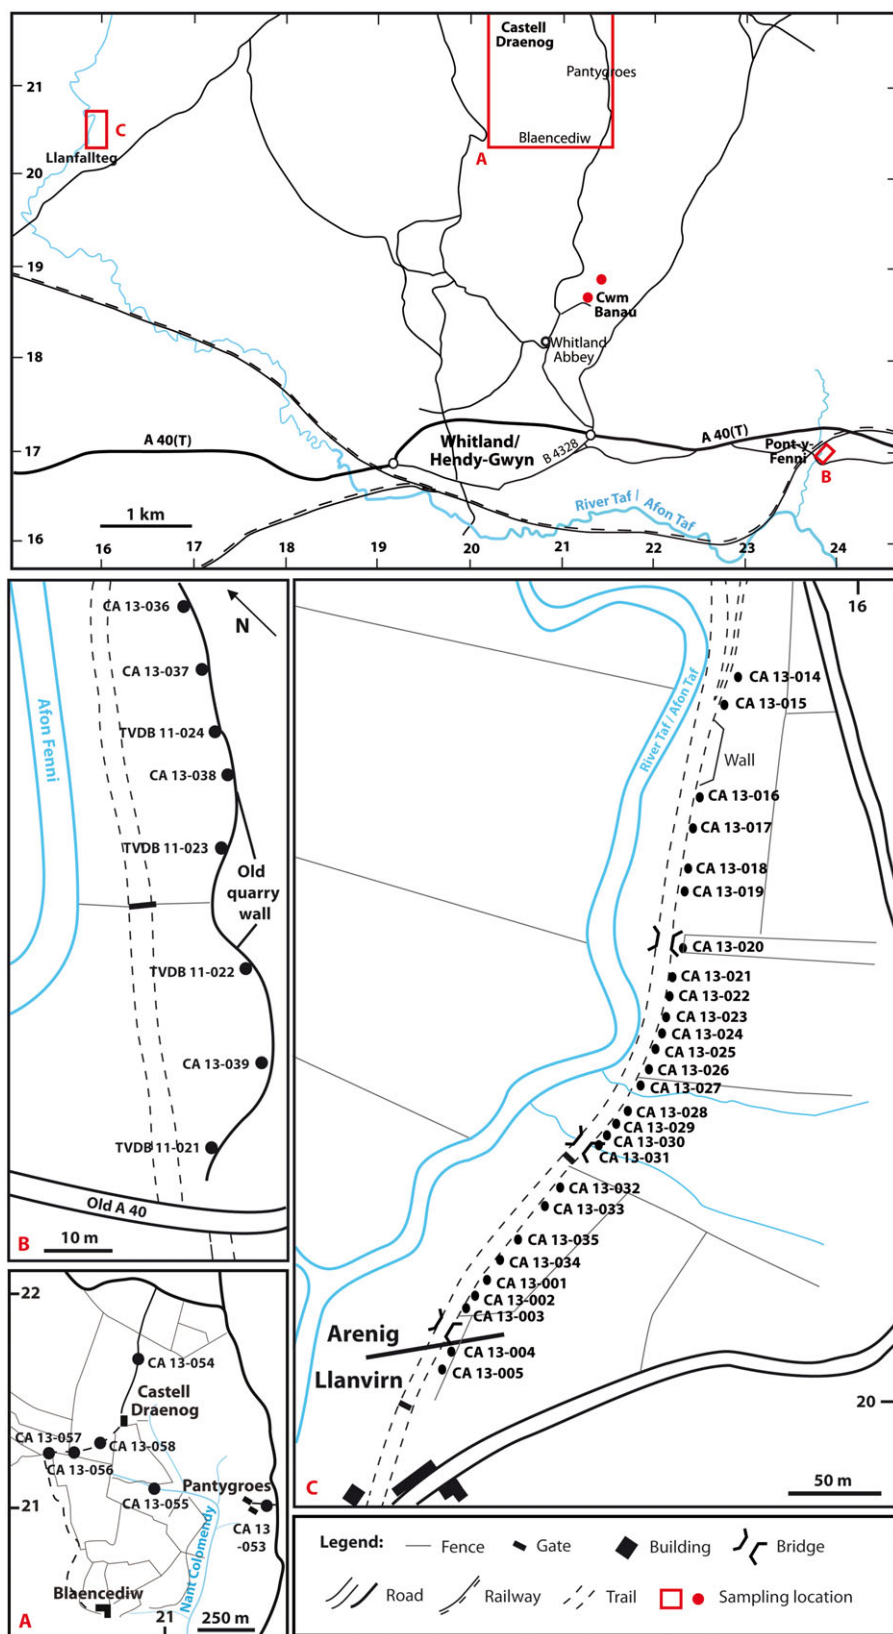 Castell
Draenog
Pantygroes
21
C
Llanfallteg
20
Blaencediw
A
19
Cwm
Banau
Whitland
Abbey
18
A 40(T)
17
Whitland/
Hendy-Gwyn
B 4328
A 40(T)
Pont-y-
Fenni
B
1 km
River Taf / Afon Taf
16
16
17
18
19
20
21
22
23
24
CA 13-036
N
CA 13-037
Afon Fenni
TVDB 11-024
CA 13-038
TVDB 11-023
Old
quarry
wall
TVDB 11-022
CA 13-039
TVDB 11-021
Old A 40
B
10 m
16
River Taf / Afon Taf
CA 13-014
CA 13-015
Wall
CA 13-016
CA 13-017
CA 13-018
CA 13-019
CA 13-020
CA 13-021
CA 13-022
CA 13-023
CA 13-024
CA 13-025
CA 13-026
CA 13-027
CA 13-028
CA 13-029
CA 13-030
CA 13-031
CA 13-032
CA 13-033
CA 13-035
CA 13-034
CA 13-001
CA 13-002
CA 13-003
Arenig
CA 13-004
Llanvirn
CA 13-005
20
C
50 m
22
CA 13-054
Castell
Draenog
CA 13-057
CA 13-058
CA 13-056
Pantygroes
CA 13-055
21
CA 13
-053
Nant Colomendy
Blaencediw
A
21
250 m
Legend:
Fence
Gate
Building
Bridge
Road
Railway
Trail
Sampling location